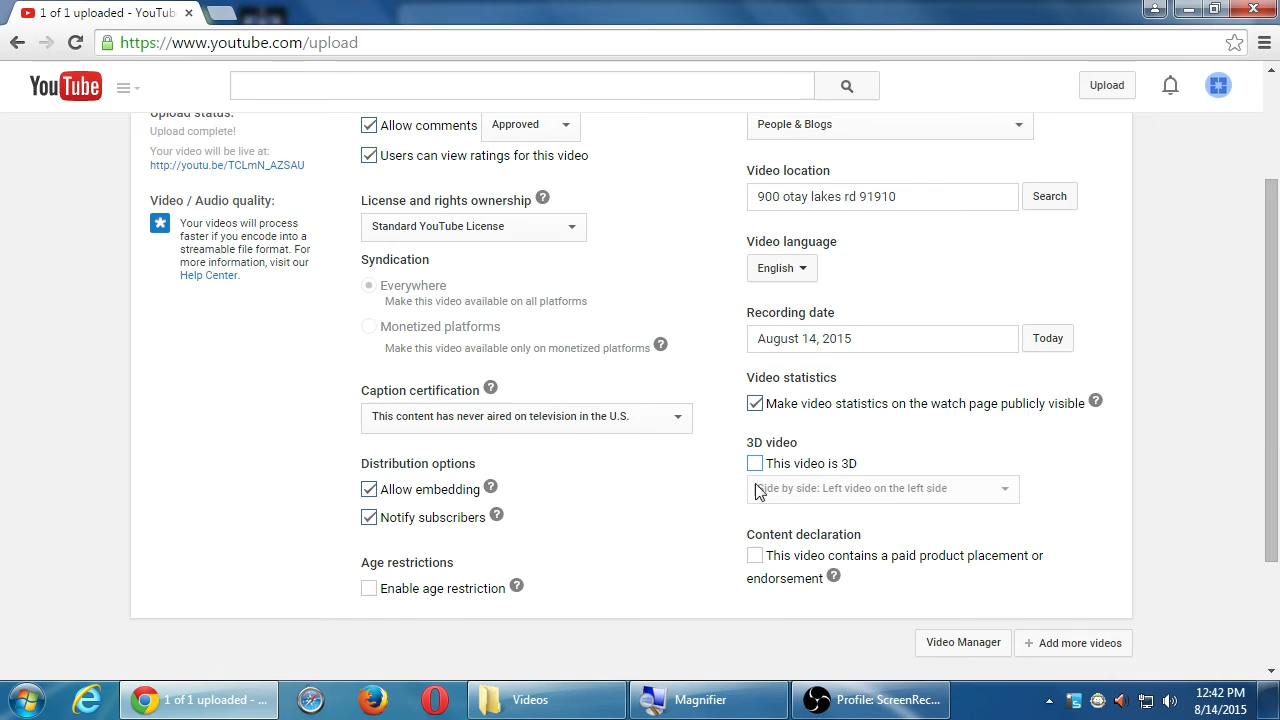 1 of 1 uploaded - YouTub
https://www.youtube.com/upload
YouTube
Upload
Upload status:
Upload complete!
Your video will be live at:
http://youtu.be/TCLmN_AZSAU
Video / Audio quality:
Your videos will process
faster if you encode into a
streamable file format. For
more information, visit our
Help Center.
Allow comments
Approved
Users can view ratings for this video
License and rights ownership ?
Standard YouTube License
Syndication
Everywhere
Make this video available on all platforms
Monetized platforms
Make this video available only on monetized platforms ?
Caption certification ?
This content has never aired on television in the U.S.
Distribution options
Allow embedding ?
Notify subscribers ?
Age restrictions
Enable age restriction ?
People & Blogs
Video location
900 otay lakes rd 91910
Search
Video language
English
Recording date
August 14, 2015
Today
Video statistics
Make video statistics on the watch page publicly visible ?
3D video
This video is 3D
Side by side: Left video on the left side
Content declaration
This video contains a paid product placement or
endorsement ?
Video Manager
+ Add more videos
1 of 1 uploaded - ...
Videos
Magnifier
Profile: ScreenRec...
12:42 PM
8/14/2015